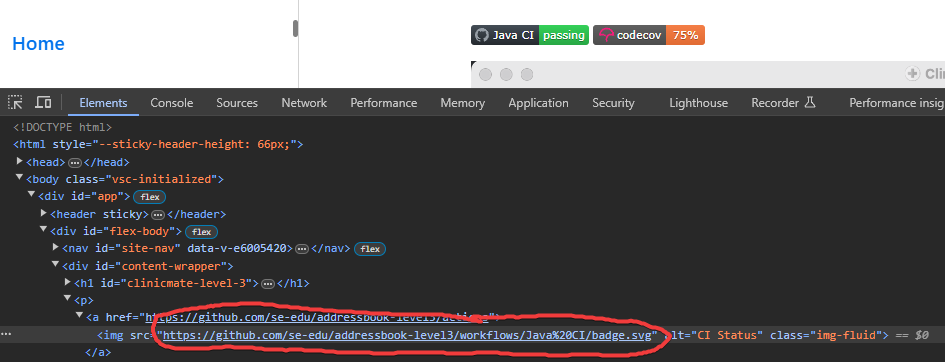 Home
Java CI passing codecov 75%
Clin
Elements Console Sources Network Performance Memory Application Security Lighthouse Recorder Performance insig
<!DOCTYPE html>
<html style="--sticky-header-height: 66px;">
<head> … </head>
<body class="vsc-initialized">
<div id="app"> flex
<header sticky> … </header>
<div id="flex-body"> flex
<nav id="site-nav" data-v-e6005420> … </nav> flex
<div id="content-wrapper">
<h1 id="clinicmate-level-3"> … </h1>
<p>
<a href="https://github.com/se-edu/addressbook-level3/actions">
… <img src="https://github.com/se-edu/addressbook-level3/workflows/Java%20CI/badge.svg" alt="CI Status" class="img-fluid"> == $0
</a>